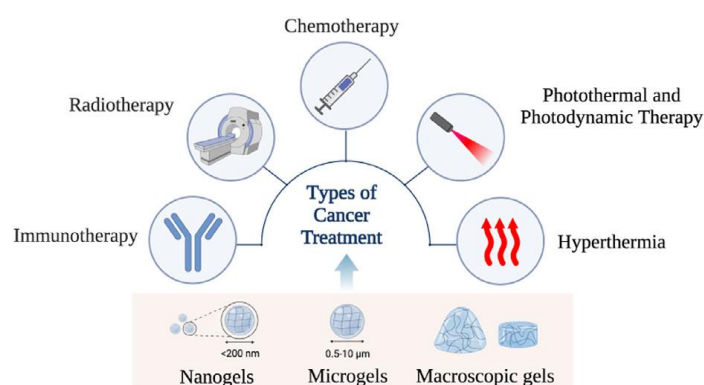 Chemotherapy
Radiotherapy
Photothermal and
Photodynamic Therapy
Immunotherapy
Types of
Cancer
Treatment
Hyperthermia
<200 nm
0.5-10 μm
Nanogels
Microgels
Macroscopic gels